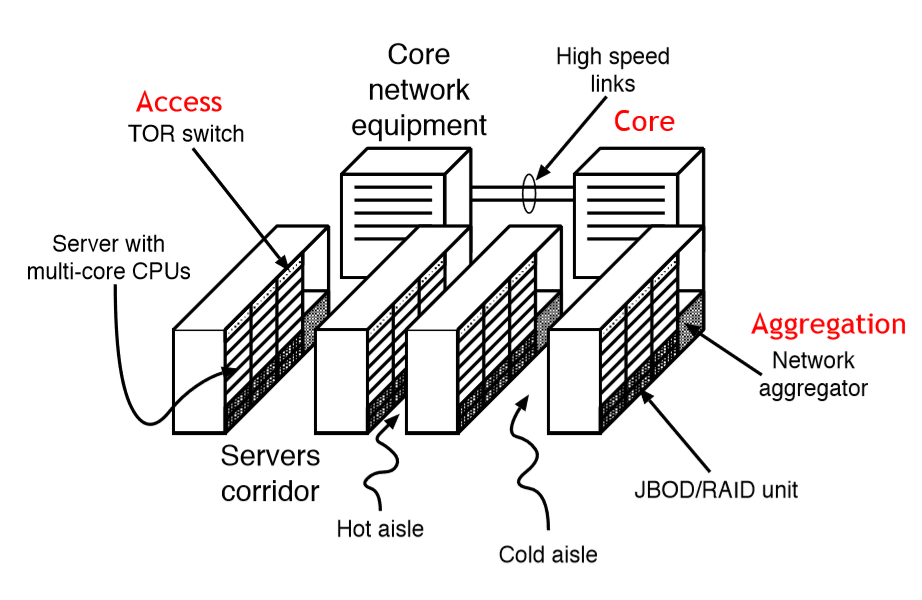 Core
network
equipment
High speed
links
Access
TOR switch
Core
Server with
multi-core CPUs
Aggregation
Network
aggregator
Servers
corridor
JBOD/RAID unit
Hot aisle
Cold aisle